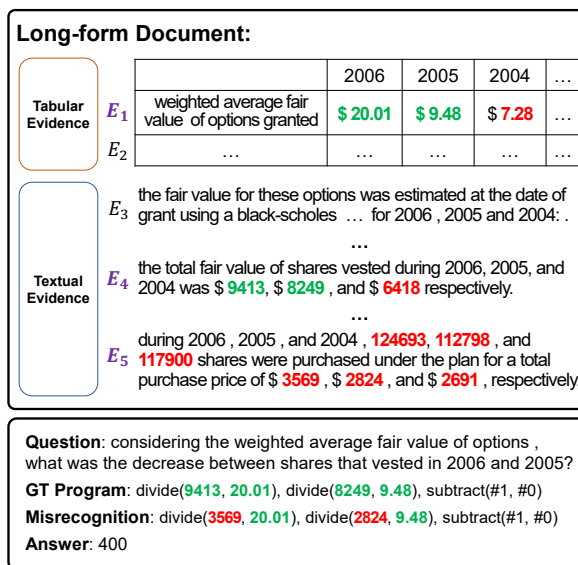 Long-form Document:
2006 2005 2004 …
Tabular Evidence
E1 weighted average fair value of options granted $ 20.01 $ 9.48 $ 7.28 …
E2 … … … … …
Textual Evidence
E3 the fair value for these options was estimated at the date of
grant using a black-scholes … for 2006 , 2005 and 2004: .
…
E4 the total fair value of shares vested during 2006, 2005, and
2004 was $ 9413, $ 8249 , and $ 6418 respectively.
…
during 2006 , 2005 , and 2004 , 124693, 112798 , and
E5 117900 shares were purchased under the plan for a total
purchase price of $ 3569 , $ 2824 , and $ 2691 , respectively.
Question: considering the weighted average fair value of options ,
what was the decrease between shares that vested in 2006 and 2005?
GT Program: divide(9413, 20.01), divide(8249, 9.48), subtract(#1, #0)
Misrecognition: divide(3569, 20.01), divide(2824, 9.48), subtract(#1, #0)
Answer: 400